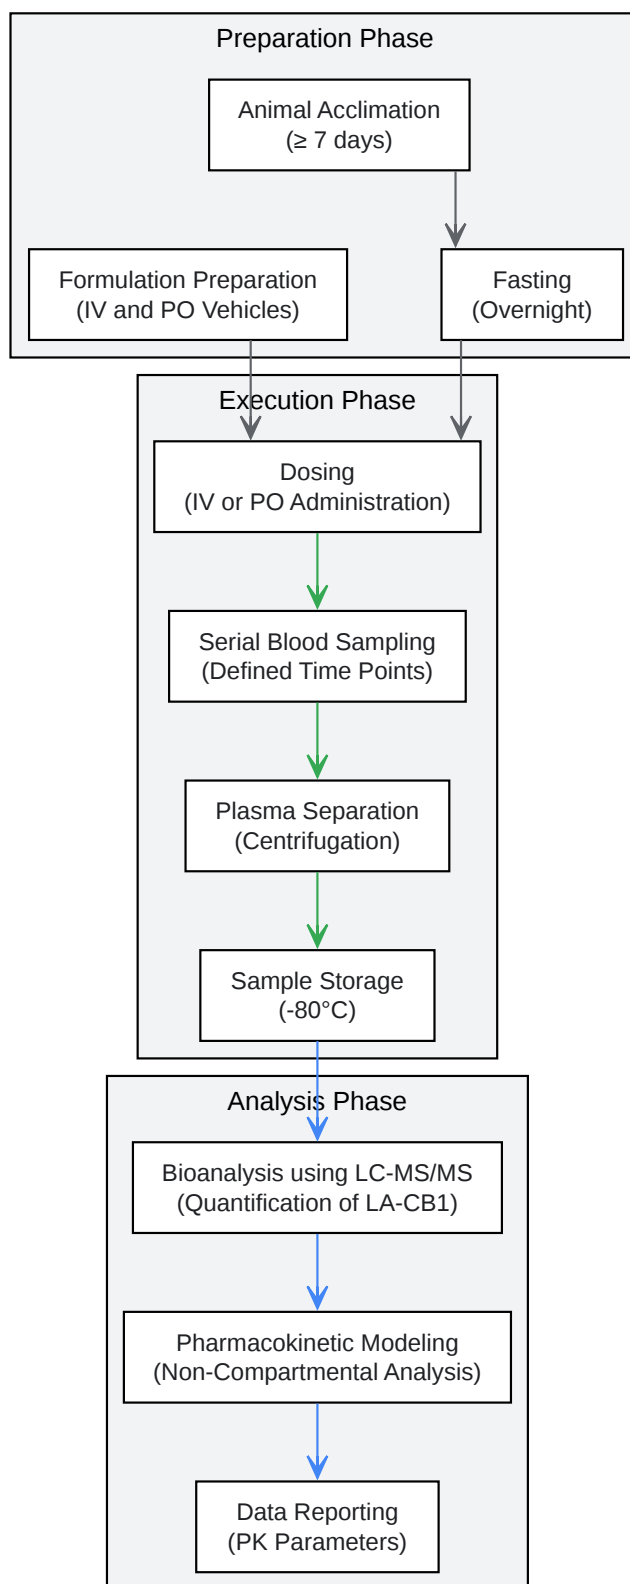 Preparation Phase
Animal Acclimation
(≥ 7 days)
Formulation Preparation
(IV and PO Vehicles)
Fasting
(Overnight)
Execution Phase
Dosing
(IV or PO Administration)
Serial Blood Sampling
(Defined Time Points)
Plasma Separation
(Centrifugation)
Sample Storage
(-80°C)
Analysis Phase
Bioanalysis using LC-MS/MS
(Quantification of LA-CB1)
Pharmacokinetic Modeling
(Non-Compartmental Analysis)
Data Reporting
(PK Parameters)